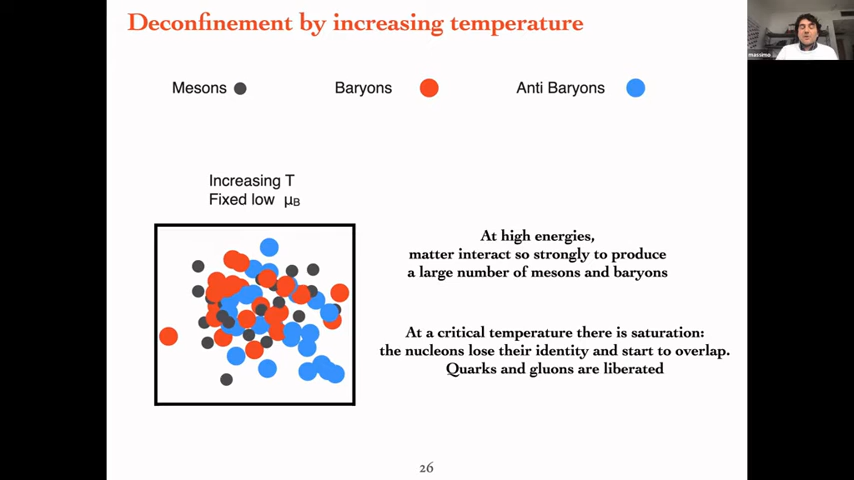 Deconfinement by increasing temperature
Mesons
Baryons
Anti Baryons
Increasing T
Fixed low μB
At high energies,
matter interact so strongly to produce
a large number of mesons and baryons
At a critical temperature there is saturation:
the nucleons lose their identity and start to overlap.
Quarks and gluons are liberated
26
massimo